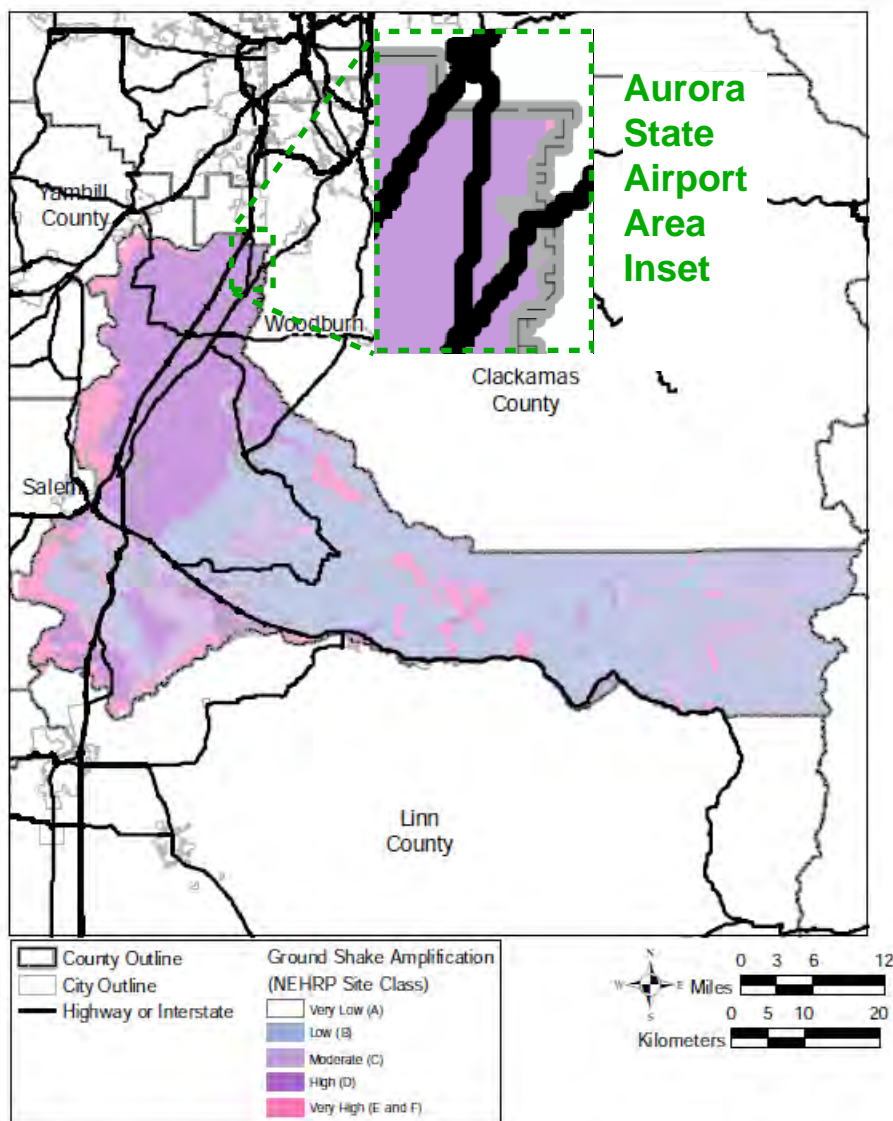 Aurora
State
Airport
Area
Inset
Yamhill
County
Woodburn
Clackamas
County
Salem
Linn
County
County Outline
City Outline
Highway or Interstate
Ground Shake Amplification
(NEHRP Site Class)
Very Low (A)
Low (B)
Moderate (C)
High (D)
Very High (E and F)
N
W
E
S
Miles
0 3 6 12
Kilometers
0 5 10 20